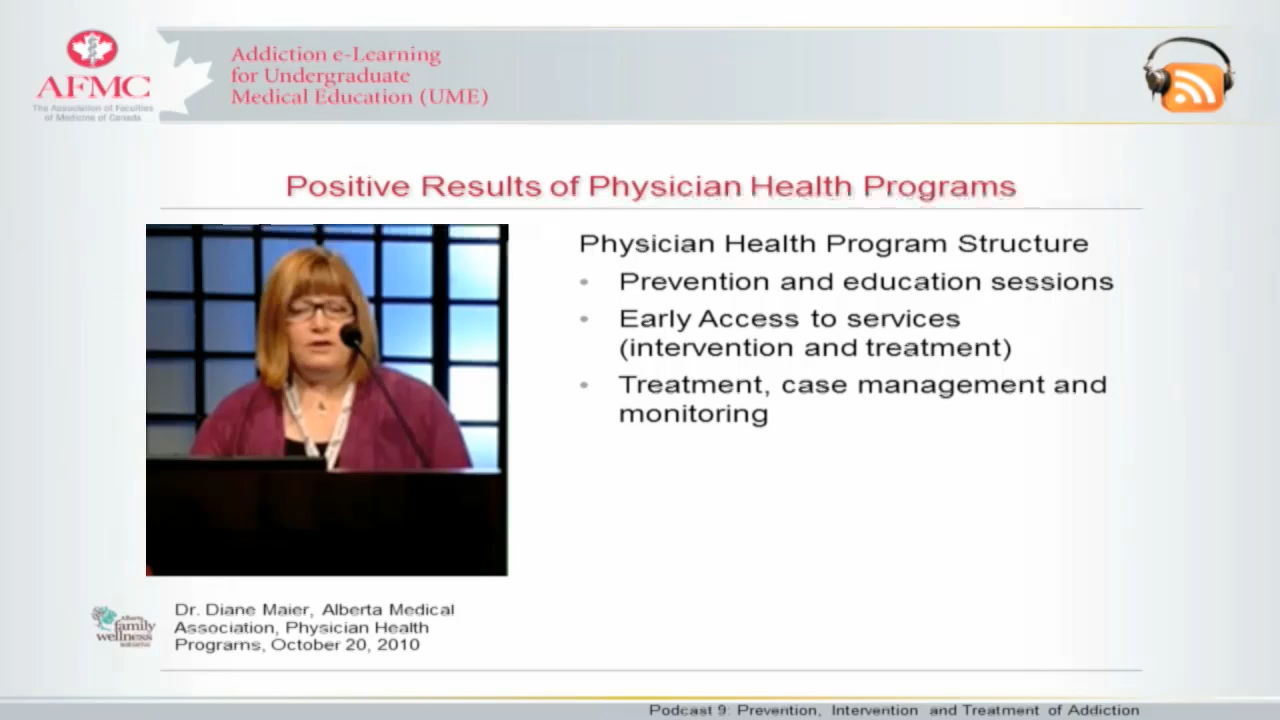 AFMC
The Association of Faculties
of Medicine of Canada
Addiction e-Learning
for Undergraduate
Medical Education (UME)
Positive Results of Physician Health Programs
Physician Health Program Structure
• Prevention and education sessions
• Early Access to services
(intervention and treatment)
• Treatment, case management and
monitoring
Alberta
family
wellness
initiative
Dr. Diane Maier, Alberta Medical
Association, Physician Health
Programs, October 20, 2010
Podcast 9: Prevention, Intervention and Treatment of Addiction